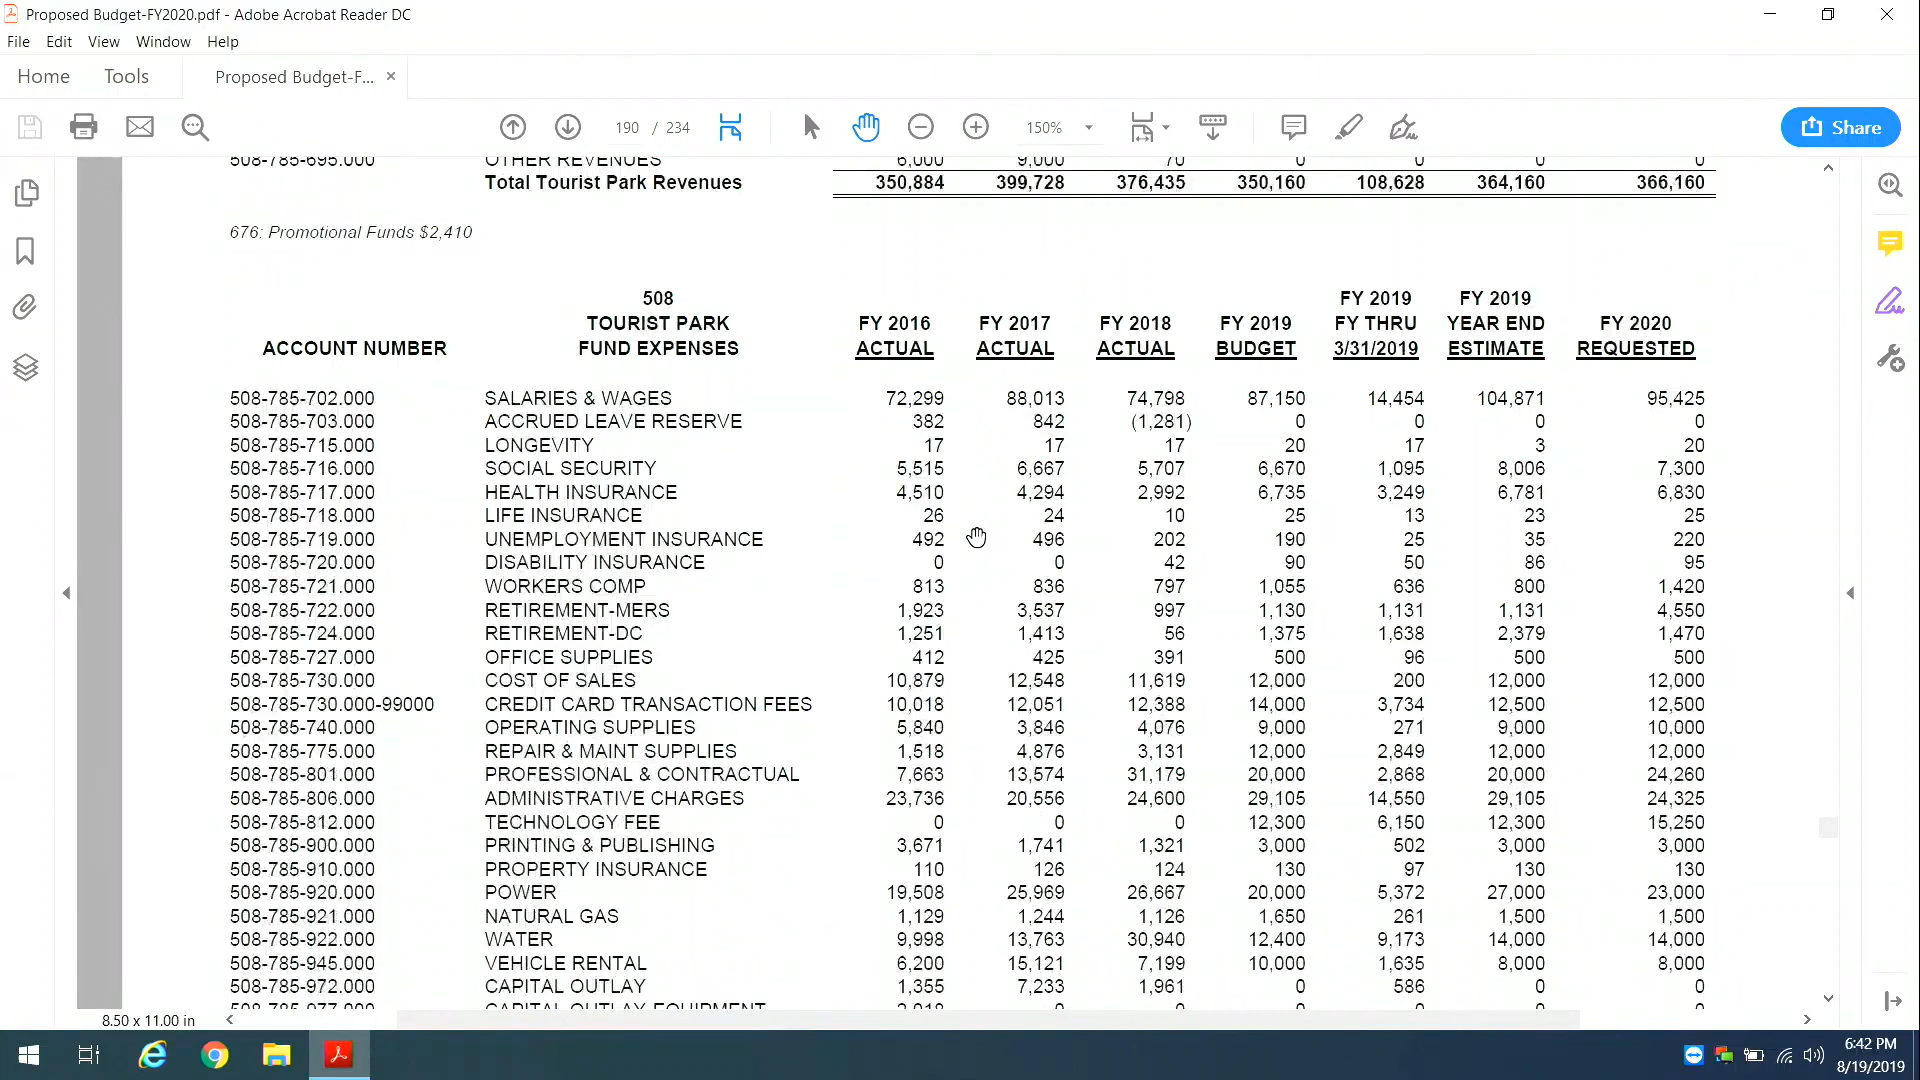 Proposed Budget-FY2020.pdf - Adobe Acrobat Reader DC
File Edit View Window Help
Home Tools Proposed Budget-F... ×
190 / 234 150% Share
508-785-695.000 OTHER REVENUES 6,000 9,000 70 0 0 0 0
Total Tourist Park Revenues 350,884 399,728 376,435 350,160 108,628 364,160 366,160
676: Promotional Funds $2,410
508 FY 2019 FY 2019
TOURIST PARK FY 2016 FY 2017 FY 2018 FY 2019 FY THRU YEAR END FY 2020
ACCOUNT NUMBER FUND EXPENSES ACTUAL ACTUAL ACTUAL BUDGET 3/31/2019 ESTIMATE REQUESTED
508-785-702.000 SALARIES & WAGES 72,299 88,013 74,798 87,150 14,454 104,871 95,425
508-785-703.000 ACCRUED LEAVE RESERVE 382 842 (1,281) 0 0 0 0
508-785-715.000 LONGEVITY 17 17 17 20 17 3 20
508-785-716.000 SOCIAL SECURITY 5,515 6,667 5,707 6,670 1,095 8,006 7,300
508-785-717.000 HEALTH INSURANCE 4,510 4,294 2,992 6,735 3,249 6,781 6,830
508-785-718.000 LIFE INSURANCE 26 24 10 25 13 23 25
508-785-719.000 UNEMPLOYMENT INSURANCE 492 496 202 190 25 35 220
508-785-720.000 DISABILITY INSURANCE 0 0 42 90 50 86 95
508-785-721.000 WORKERS COMP 813 836 797 1,055 636 800 1,420
508-785-722.000 RETIREMENT-MERS 1,923 3,537 997 1,130 1,131 1,131 4,550
508-785-724.000 RETIREMENT-DC 1,251 1,413 56 1,375 1,638 2,379 1,470
508-785-727.000 OFFICE SUPPLIES 412 425 391 500 96 500 500
508-785-730.000 COST OF SALES 10,879 12,548 11,619 12,000 200 12,000 12,000
508-785-730.000-99000 CREDIT CARD TRANSACTION FEES 10,018 12,051 12,388 14,000 3,734 12,500 12,500
508-785-740.000 OPERATING SUPPLIES 5,840 3,846 4,076 9,000 271 9,000 10,000
508-785-775.000 REPAIR & MAINT SUPPLIES 1,518 4,876 3,131 12,000 2,849 12,000 12,000
508-785-801.000 PROFESSIONAL & CONTRACTUAL 7,663 13,574 31,179 20,000 2,868 20,000 24,260
508-785-806.000 ADMINISTRATIVE CHARGES 23,736 20,556 24,600 29,105 14,550 29,105 24,325
508-785-812.000 TECHNOLOGY FEE 0 0 0 12,300 6,150 12,300 15,250
508-785-900.000 PRINTING & PUBLISHING 3,671 1,741 1,321 3,000 502 3,000 3,000
508-785-910.000 PROPERTY INSURANCE 110 126 124 130 97 130 130
508-785-920.000 POWER 19,508 25,969 26,667 20,000 5,372 27,000 23,000
508-785-921.000 NATURAL GAS 1,129 1,244 1,126 1,650 261 1,500 1,500
508-785-922.000 WATER 9,998 13,763 30,940 12,400 9,173 14,000 14,000
508-785-945.000 VEHICLE RENTAL 6,200 15,121 7,199 10,000 1,635 8,000 8,000
508-785-972.000 CAPITAL OUTLAY 1,355 7,233 1,961 0 586 0 0
508-785-977.000 CAPITAL OUTLAY EQUIPMENT 0 0 0 0 0 0
8.50 x 11.00 in
6:42 PM
8/19/2019